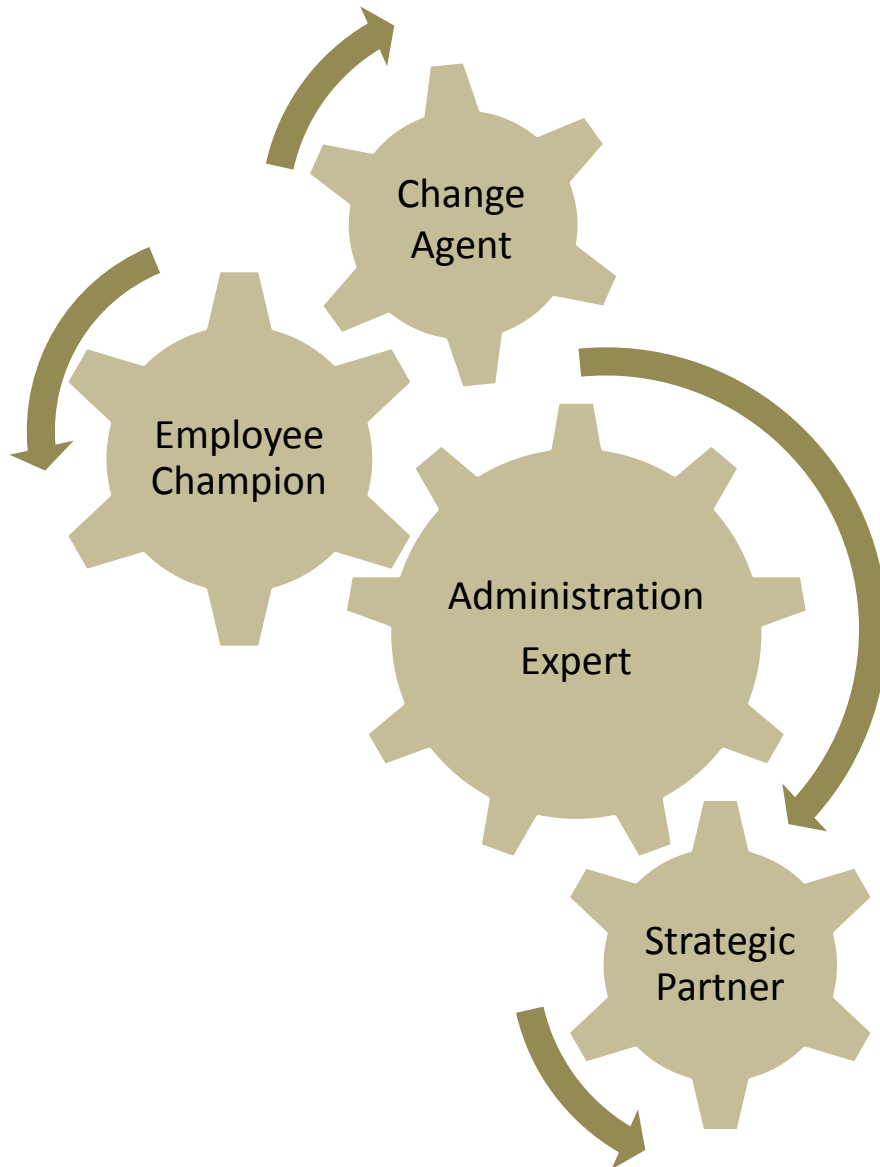 Change
Agent
Employee
Champion
Administration
Expert
Strategic
Partner